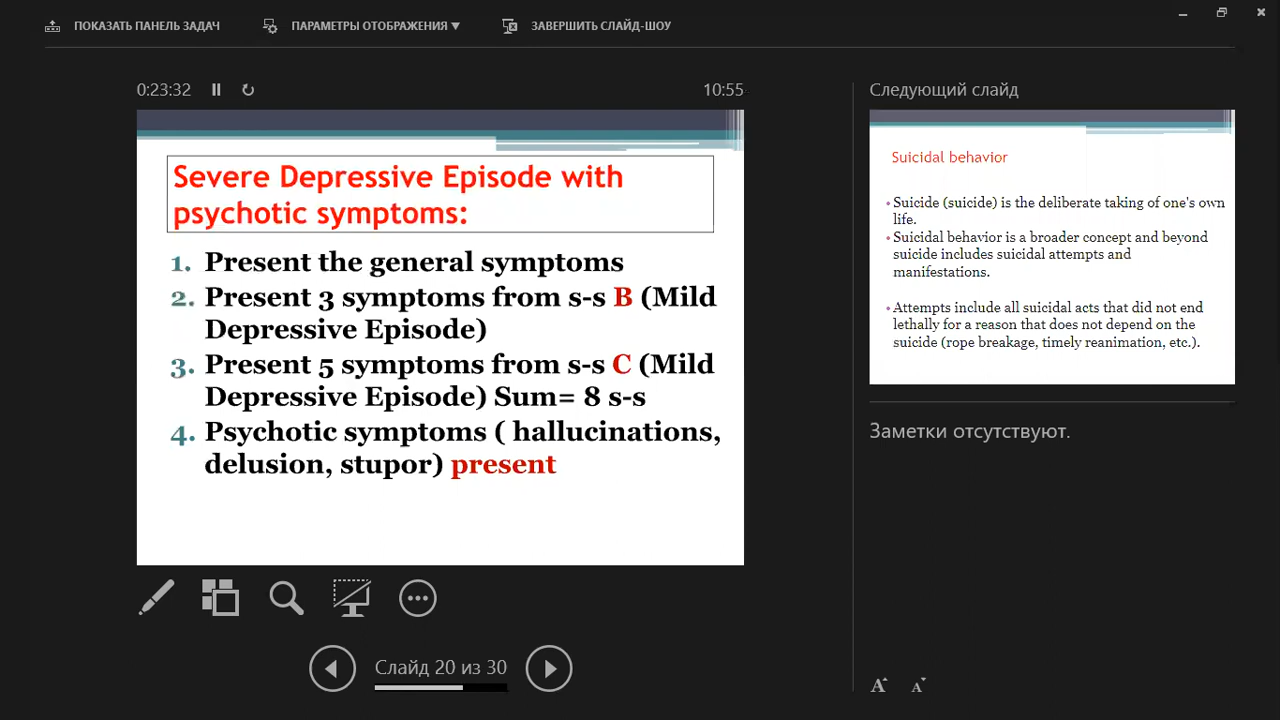 ПОКАЗАТЬ ПАНЕЛЬ ЗАДАЧ
ПАРАМЕТРЫ ОТОБРАЖЕНИЯ ▼
ЗАВЕРШИТЬ СЛАЙД-ШОУ
0:23:32
10:55
Severe Depressive Episode with
psychotic symptoms:
1. Present the general symptoms
2. Present 3 symptoms from s-s B (Mild
Depressive Episode)
3. Present 5 symptoms from s-s C (Mild
Depressive Episode) Sum= 8 s-s
4. Psychotic symptoms ( hallucinations,
delusion, stupor) present
Слайд 20 из 30
Следующий слайд
Suicidal behavior
• Suicide (suicide) is the deliberate taking of one's own
life.
• Suicidal behavior is a broader concept and beyond
suicide includes suicidal attempts and
manifestations.
• Attempts include all suicidal acts that did not end
lethally for a reason that does not depend on the
suicide (rope breakage, timely reanimation, etc.).
Заметки отсутствуют.
A A